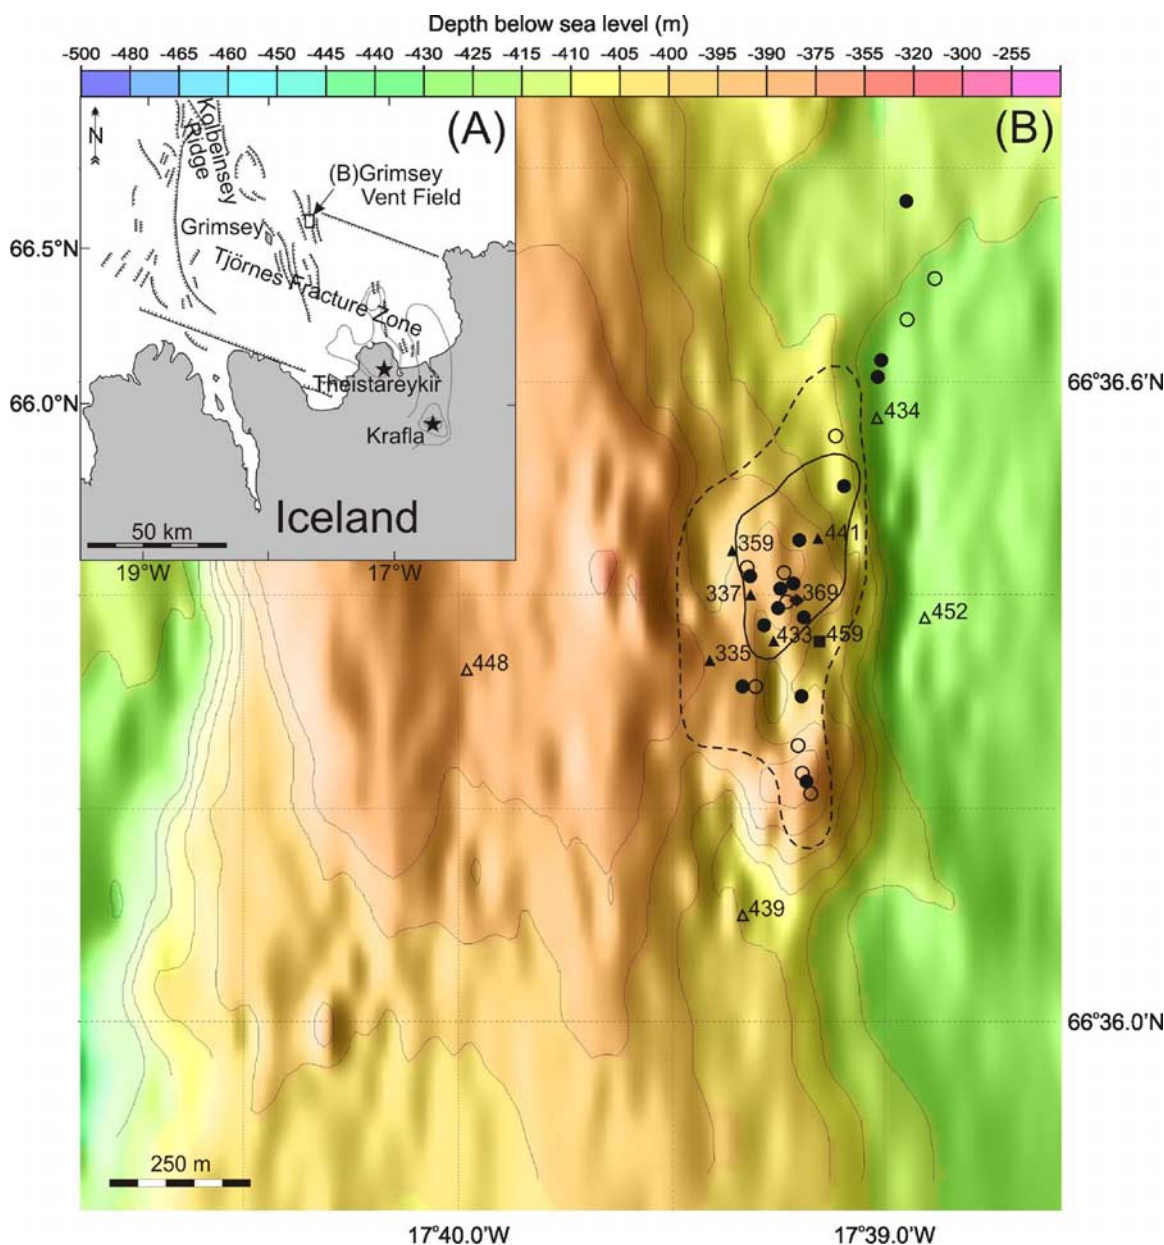 Depth below sea level (m)
-500 -480 -465 -450 -445 -438 -430 -428 -415 -410 -405 -400 -395 -390 -375 -355 -320 -300 -255
(A)
(B)
N
Kolbeinsey
Ridge
(B)Grimsey
Vent Field
66.5°N
Grimsey
Tjörnes Fracture Zone
66.0°N
Theistareykir
Krafla
Iceland
50 km
19°W
17°W
66°36.6'N
434
441
359
337
369
452
433
459
335
448
439
66°36.0'N
250 m
17°40.0'W
17°39.0'W